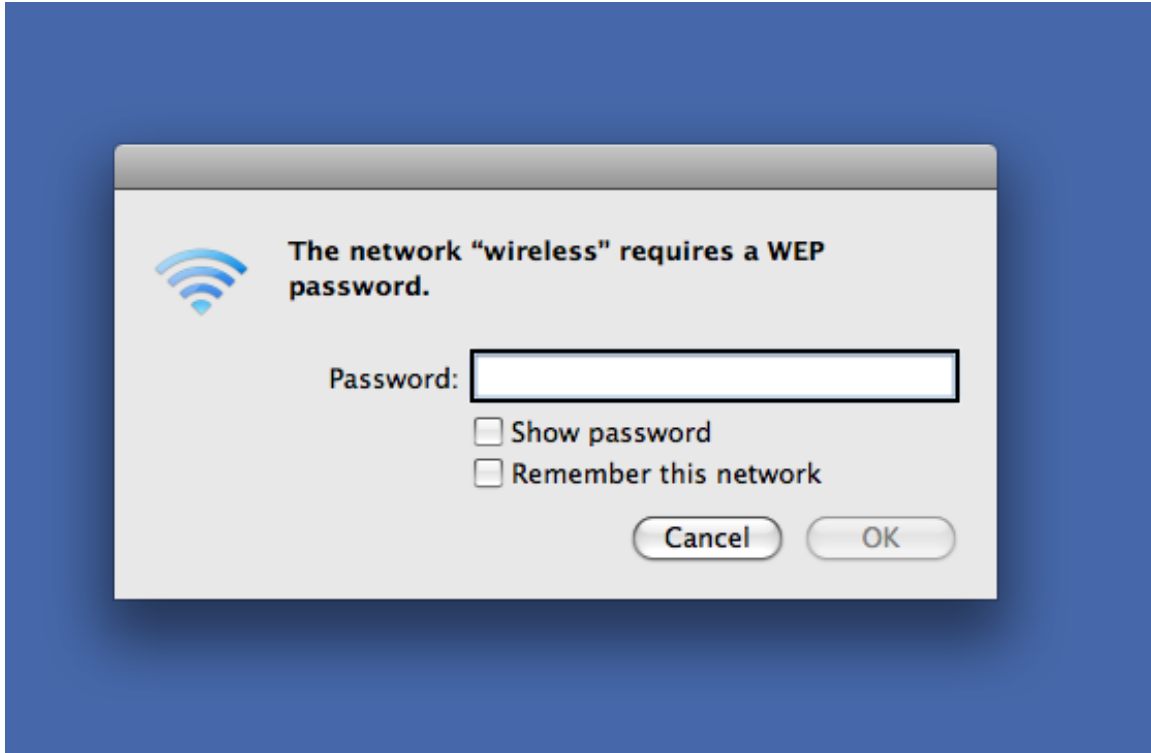 The network “wireless” requires a WEP
password.
Password:
Show password
Remember this network
Cancel OK